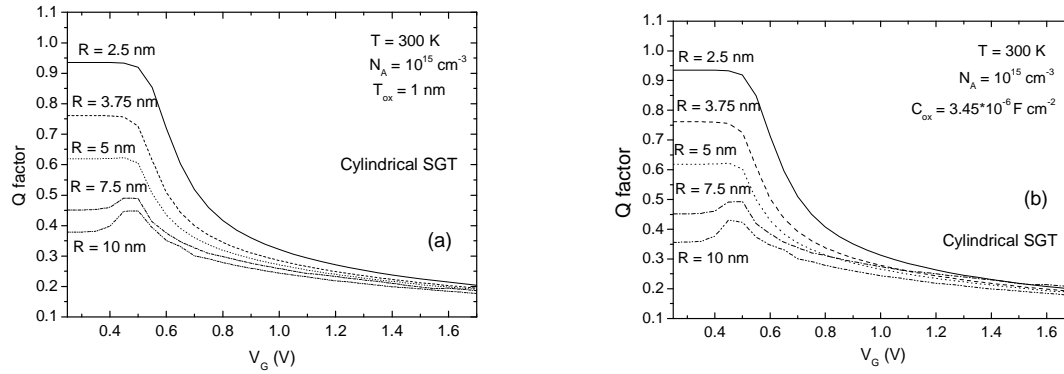 1.1
1.0
0.9
0.8
0.7
0.6
0.5
0.4
0.3
0.2
0.1
Q factor
R = 2.5 nm
R = 3.75 nm
R = 5 nm
R = 7.5 nm
R = 10 nm
T = 300 K
N_A = 10^15 cm^-3
T_ox = 1 nm
Cylindrical SGT
(a)
0.4 0.6 0.8 1.0 1.2 1.4 1.6
V_G (V)
1.1
1.0
0.9
0.8
0.7
0.6
0.5
0.4
0.3
0.2
0.1
Q factor
R = 2.5 nm
R = 3.75 nm
R = 5 nm
R = 7.5 nm
R = 10 nm
T = 300 K
N_A = 10^15 cm^-3
C_ox = 3.45*10^-6 F cm^-2
(b)
Cylindrical SGT
0.4 0.6 0.8 1.0 1.2 1.4 1.6
V_G (V)